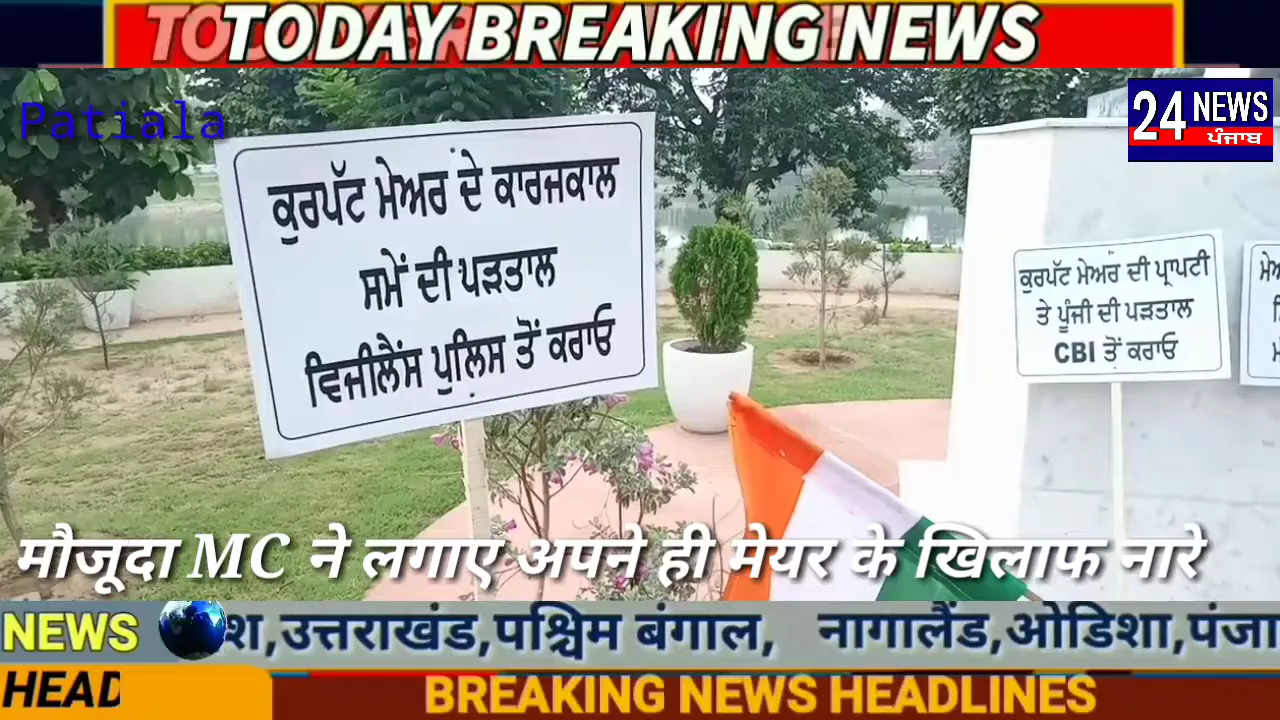 TODAY BREAKING NEWS
Patiala
24 NEWS
ਪੰਜਾਬ
ਕੁਰਪੱਟ ਮੇਅਰ ਦੇ ਕਾਰਜਕਾਲ
ਸਮੇਂ ਦੀ ਪੜਤਾਲ
ਵਿਜੀਲੈਂਸ ਪੁਲਿਸ ਤੋਂ ਕਰਾਓ
ਕੁਰਪੱਟ ਮੇਅਰ ਦੀ ਪ੍ਰਾਪਟੀ
ਤੇ ਪੂੰਜੀ ਦੀ ਪੜਤਾਲ
CBI ਤੋਂ ਕਰਾਓ
मौजूदा MC ने लगाए अपने ही मेयर के खिलाफ नारे
NEWS श,उत्तराखंड,पश्चिम बंगाल, नागालैंड,ओडिशा,पंजा
HEAD BREAKING NEWS HEADLINES